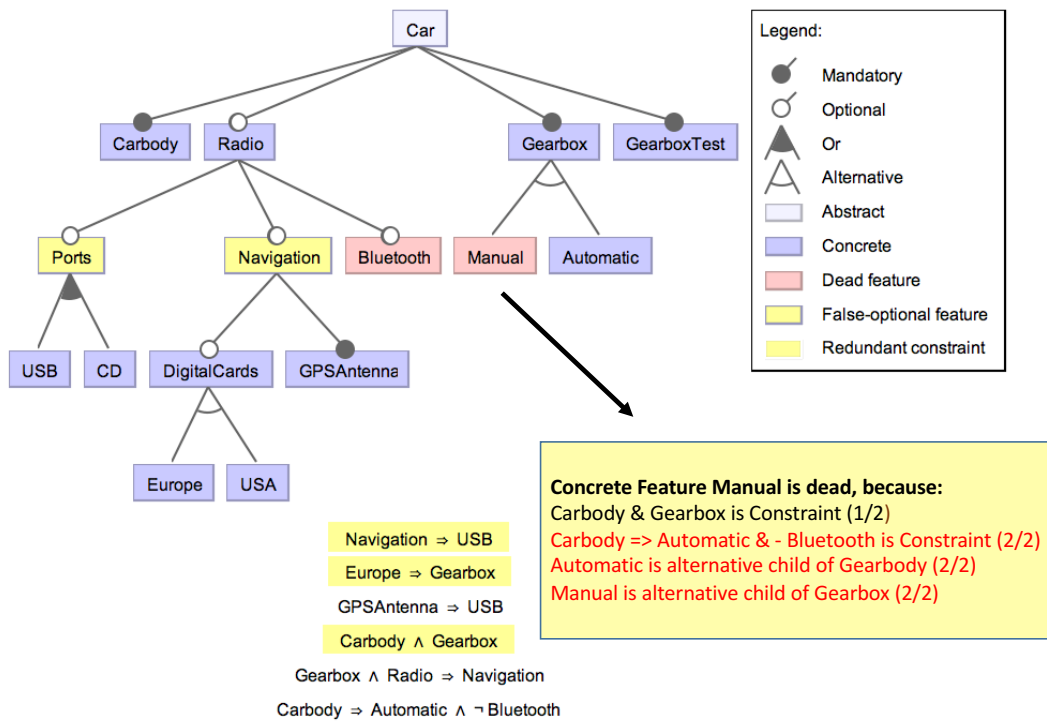 Car
Legend:
Mandatory
Optional
Or
Alternative
Abstract
Concrete
Dead feature
False-optional feature
Redundant constraint
Carbody
Radio
Gearbox
GearboxTest
Ports
Navigation
Bluetooth
Manual
Automatic
USB
CD
DigitalCards
GPSAntenna
Europe
USA
Navigation ⇒ USB
Europe ⇒ Gearbox
GPSAntenna ⇒ USB
Carbody ∧ Gearbox
Gearbox ∧ Radio ⇒ Navigation
Carbody ⇒ Automatic ∧ ¬ Bluetooth
Concrete Feature Manual is dead, because:
Carbody & Gearbox is Constraint (1/2)
Carbody => Automatic & - Bluetooth is Constraint (2/2)
Automatic is alternative child of Gearbody (2/2)
Manual is alternative child of Gearbox (2/2)